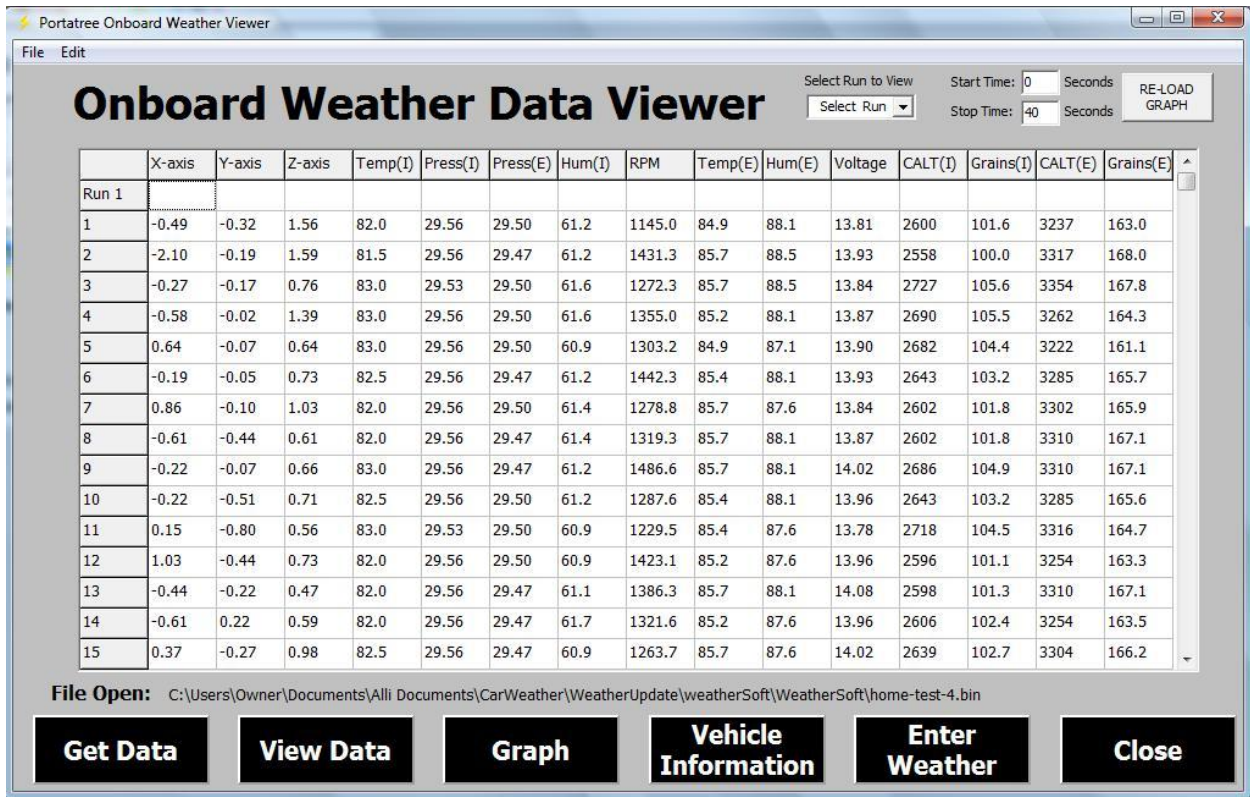 Portatree Onboard Weather Viewer
File Edit
Onboard Weather Data Viewer
Select Run to View
Select Run
Start Time: 0 Seconds
Stop Time: 40 Seconds
RE-LOAD
GRAPH
X-axis Y-axis Z-axis Temp(I) Press(I) Press(E) Hum(I) RPM Temp(E) Hum(E) Voltage CALT(I) Grains(I) CALT(E) Grains(E)
Run 1
1 -0.49 -0.32 1.56 82.0 29.56 29.50 61.2 1145.0 84.9 88.1 13.81 2600 101.6 3237 163.0
2 -2.10 -0.19 1.59 81.5 29.56 29.47 61.2 1431.3 85.7 88.5 13.93 2558 100.0 3317 168.0
3 -0.27 -0.17 0.76 83.0 29.53 29.50 61.6 1272.3 85.7 88.5 13.84 2727 105.6 3354 167.8
4 -0.58 -0.02 1.39 83.0 29.56 29.50 61.6 1355.0 85.2 88.1 13.87 2690 105.5 3262 164.3
5 0.64 -0.07 0.64 83.0 29.56 29.50 60.9 1303.2 84.9 87.1 13.90 2682 104.4 3222 161.1
6 -0.19 -0.05 0.73 82.5 29.56 29.47 61.2 1442.3 85.4 88.1 13.93 2643 103.2 3285 165.7
7 0.86 -0.10 1.03 82.0 29.56 29.50 61.4 1278.8 85.7 87.6 13.84 2602 101.8 3302 165.9
8 -0.61 -0.44 0.61 82.0 29.56 29.47 61.4 1319.3 85.7 88.1 13.87 2602 101.8 3310 167.1
9 -0.22 -0.07 0.66 83.0 29.56 29.47 61.2 1486.6 85.7 88.1 14.02 2686 104.9 3310 167.1
10 -0.22 -0.51 0.71 82.5 29.56 29.50 61.2 1287.6 85.4 88.1 13.96 2643 103.2 3285 165.6
11 0.15 -0.80 0.56 83.0 29.53 29.50 60.9 1229.5 85.4 87.6 13.78 2718 104.5 3316 164.7
12 1.03 -0.44 0.73 82.0 29.56 29.50 60.9 1423.1 85.2 87.6 13.96 2596 101.1 3254 163.3
13 -0.44 -0.22 0.47 82.0 29.56 29.47 61.1 1386.3 85.7 88.1 14.08 2598 101.3 3310 167.1
14 -0.61 0.22 0.59 82.0 29.56 29.47 61.7 1321.6 85.2 87.6 13.96 2606 102.4 3254 163.5
15 0.37 -0.27 0.98 82.5 29.56 29.47 60.9 1263.7 85.7 87.6 14.02 2639 102.7 3304 166.2
File Open: C:\Users\Owner\Documents\Alli Documents\CarWeather\WeatherUpdate\weatherSoft\WeatherSoft\home-test-4.bin
Get Data
View Data
Graph
Vehicle
Information
Enter
Weather
Close